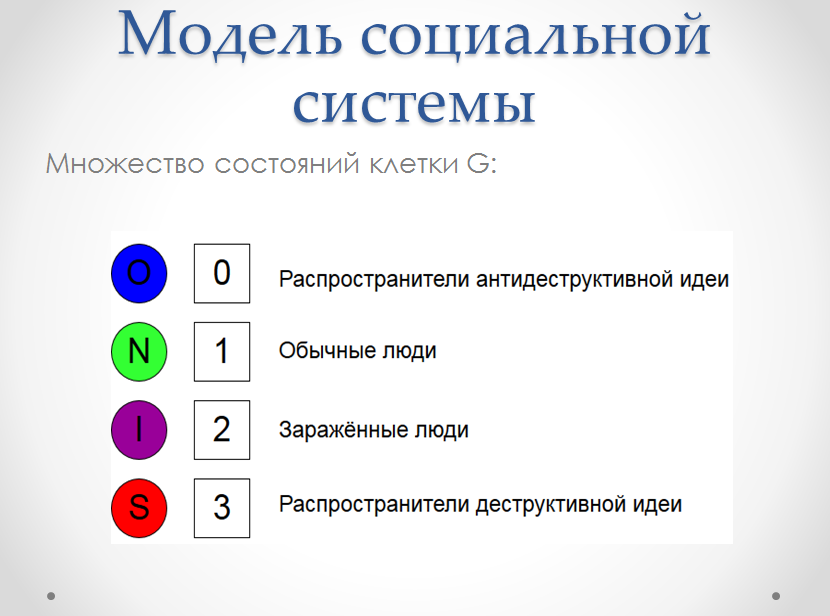 Модель социальной
системы
Множество состояний клетки G:
O 0 Распространители антидеструктивной идеи
N 1 Обычные люди
I 2 Заражённые люди
S 3 Распространители деструктивной идеи